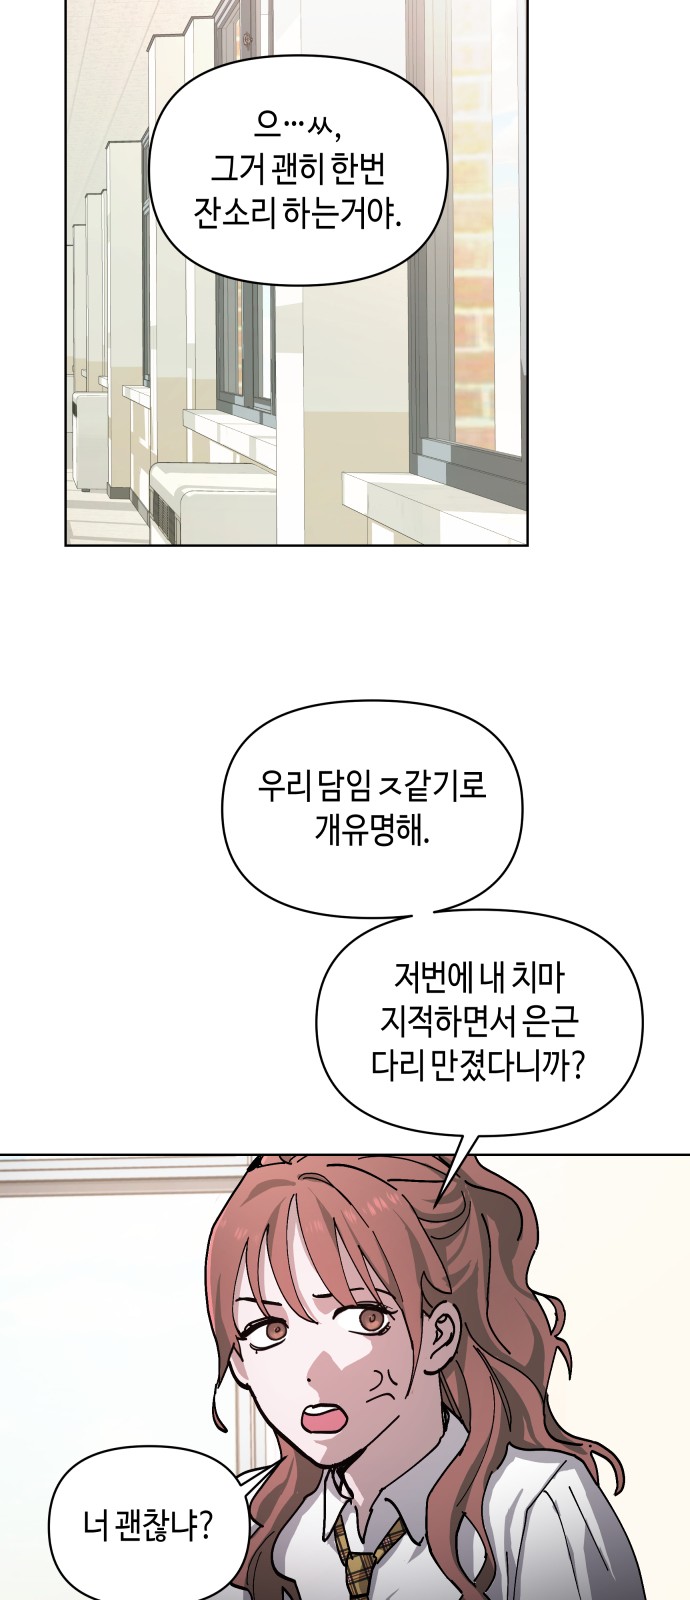 으…ㅆ,
그거 괜히 한번
잔소리 하는거야.
우리 담임 ㅈ같기로
개유명해.
저번에 내 치마
지적하면서 은근
다리 만졌다니까?
너 괜찮냐?